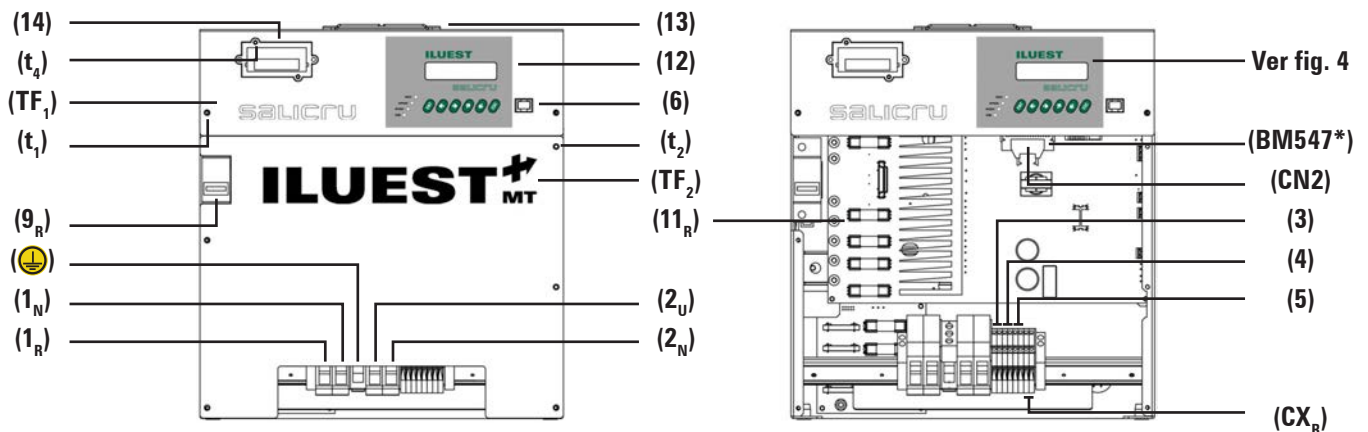 (14)
(t4)
(TF1)
(t1)
(9R)
(1N)
(1R)
ILUEST
SALICRU
SALICRU
ILUEST+ MT
(13)
(12)
(6)
(t2)
(TF2)
(2U)
(2N)
(11R)
ILUEST
SALICRU
SALICRU
Ver fig. 4
(BM547*)
(CN2)
(3)
(4)
(5)
(CXR)